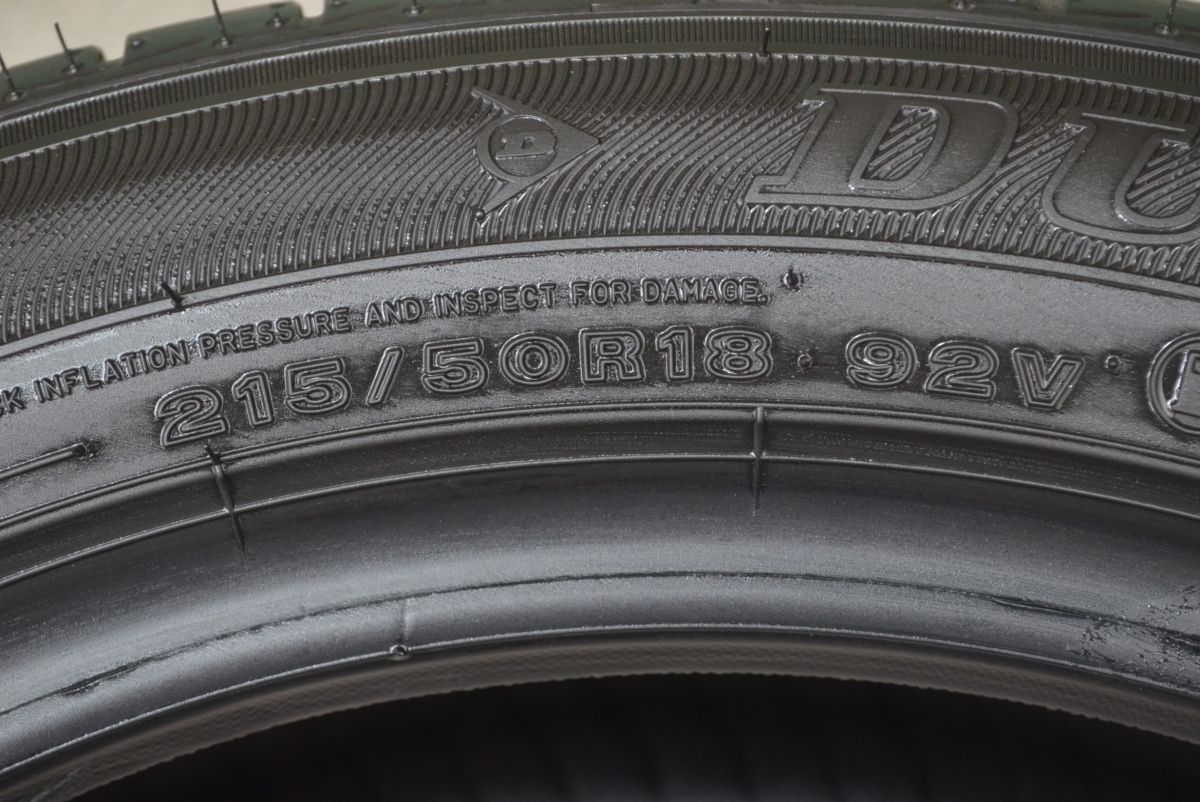 D
DU
CK INFLATION PRESSURE AND INSPECT FOR DAMAGE.
215/50R18 92V